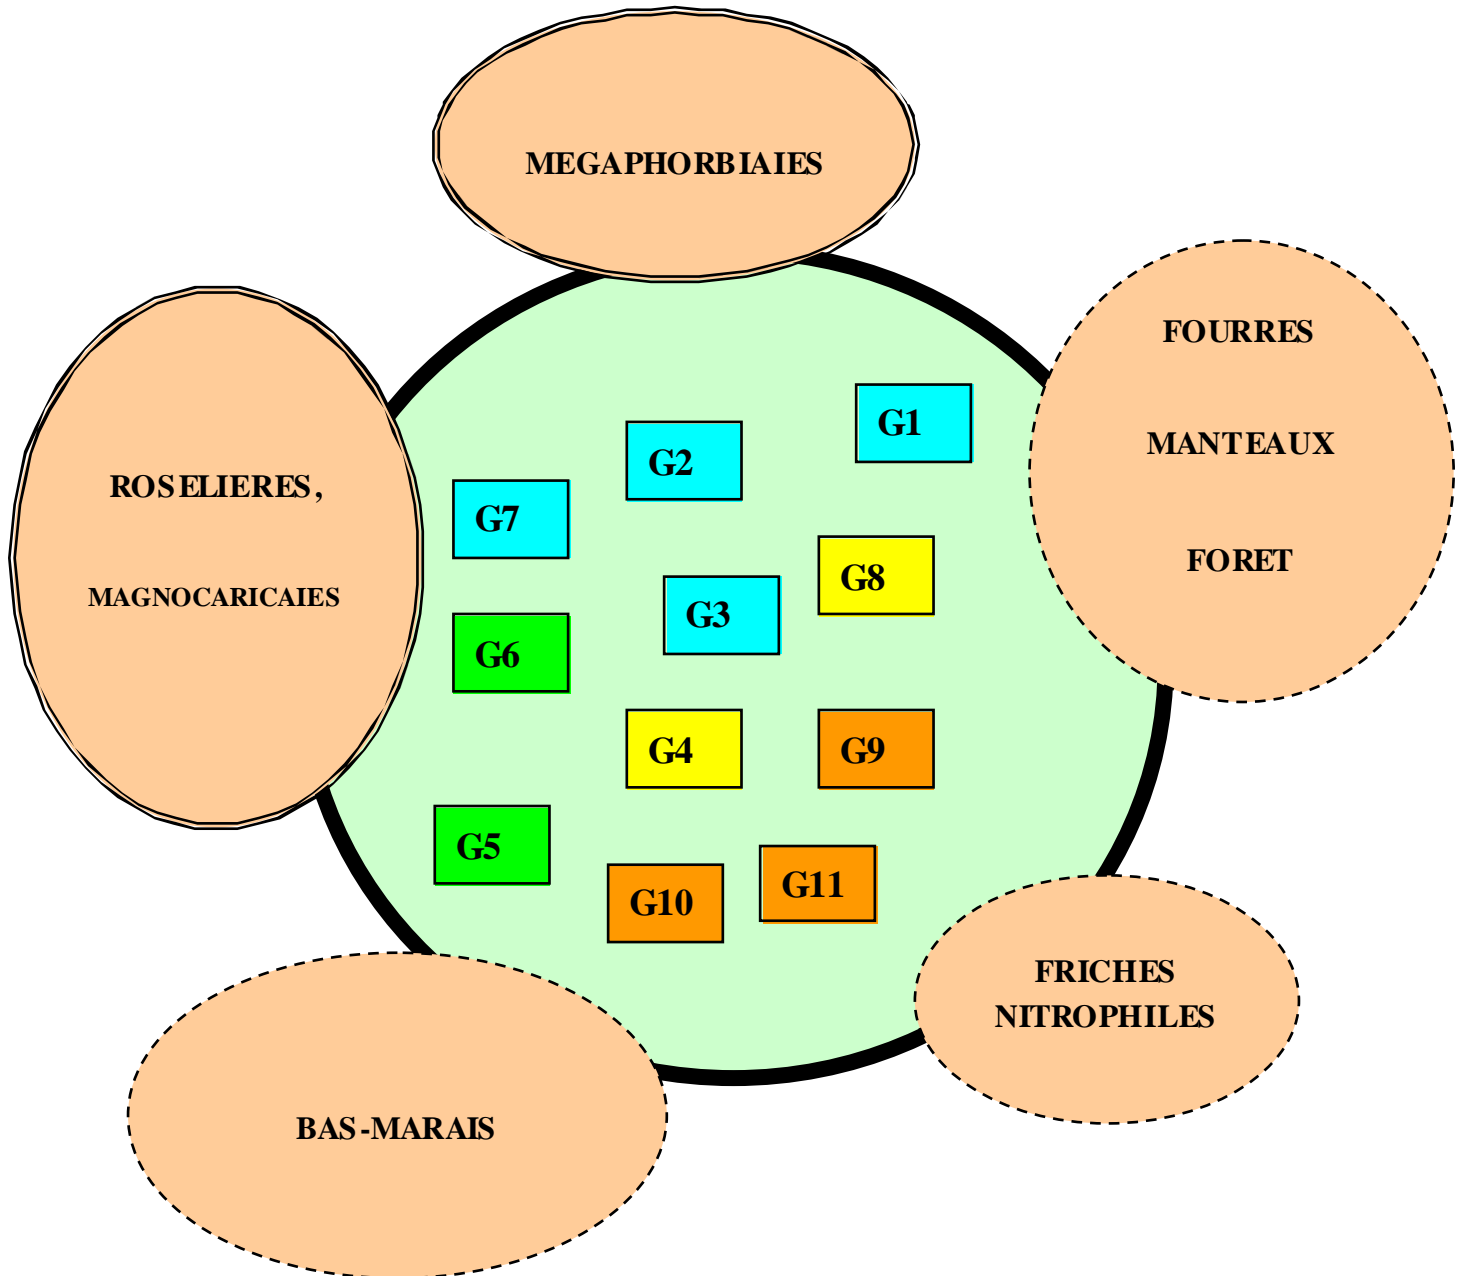 MEGAPHORBIAIES
FOURRES
MANTEAUX
FORET
ROSELIERES,
MAGNOCARICAIES
G1
G2
G7
G8
G3
G6
G4
G9
G5
G10
G11
FRICHES
NITROPHILES
BAS-MARAIS